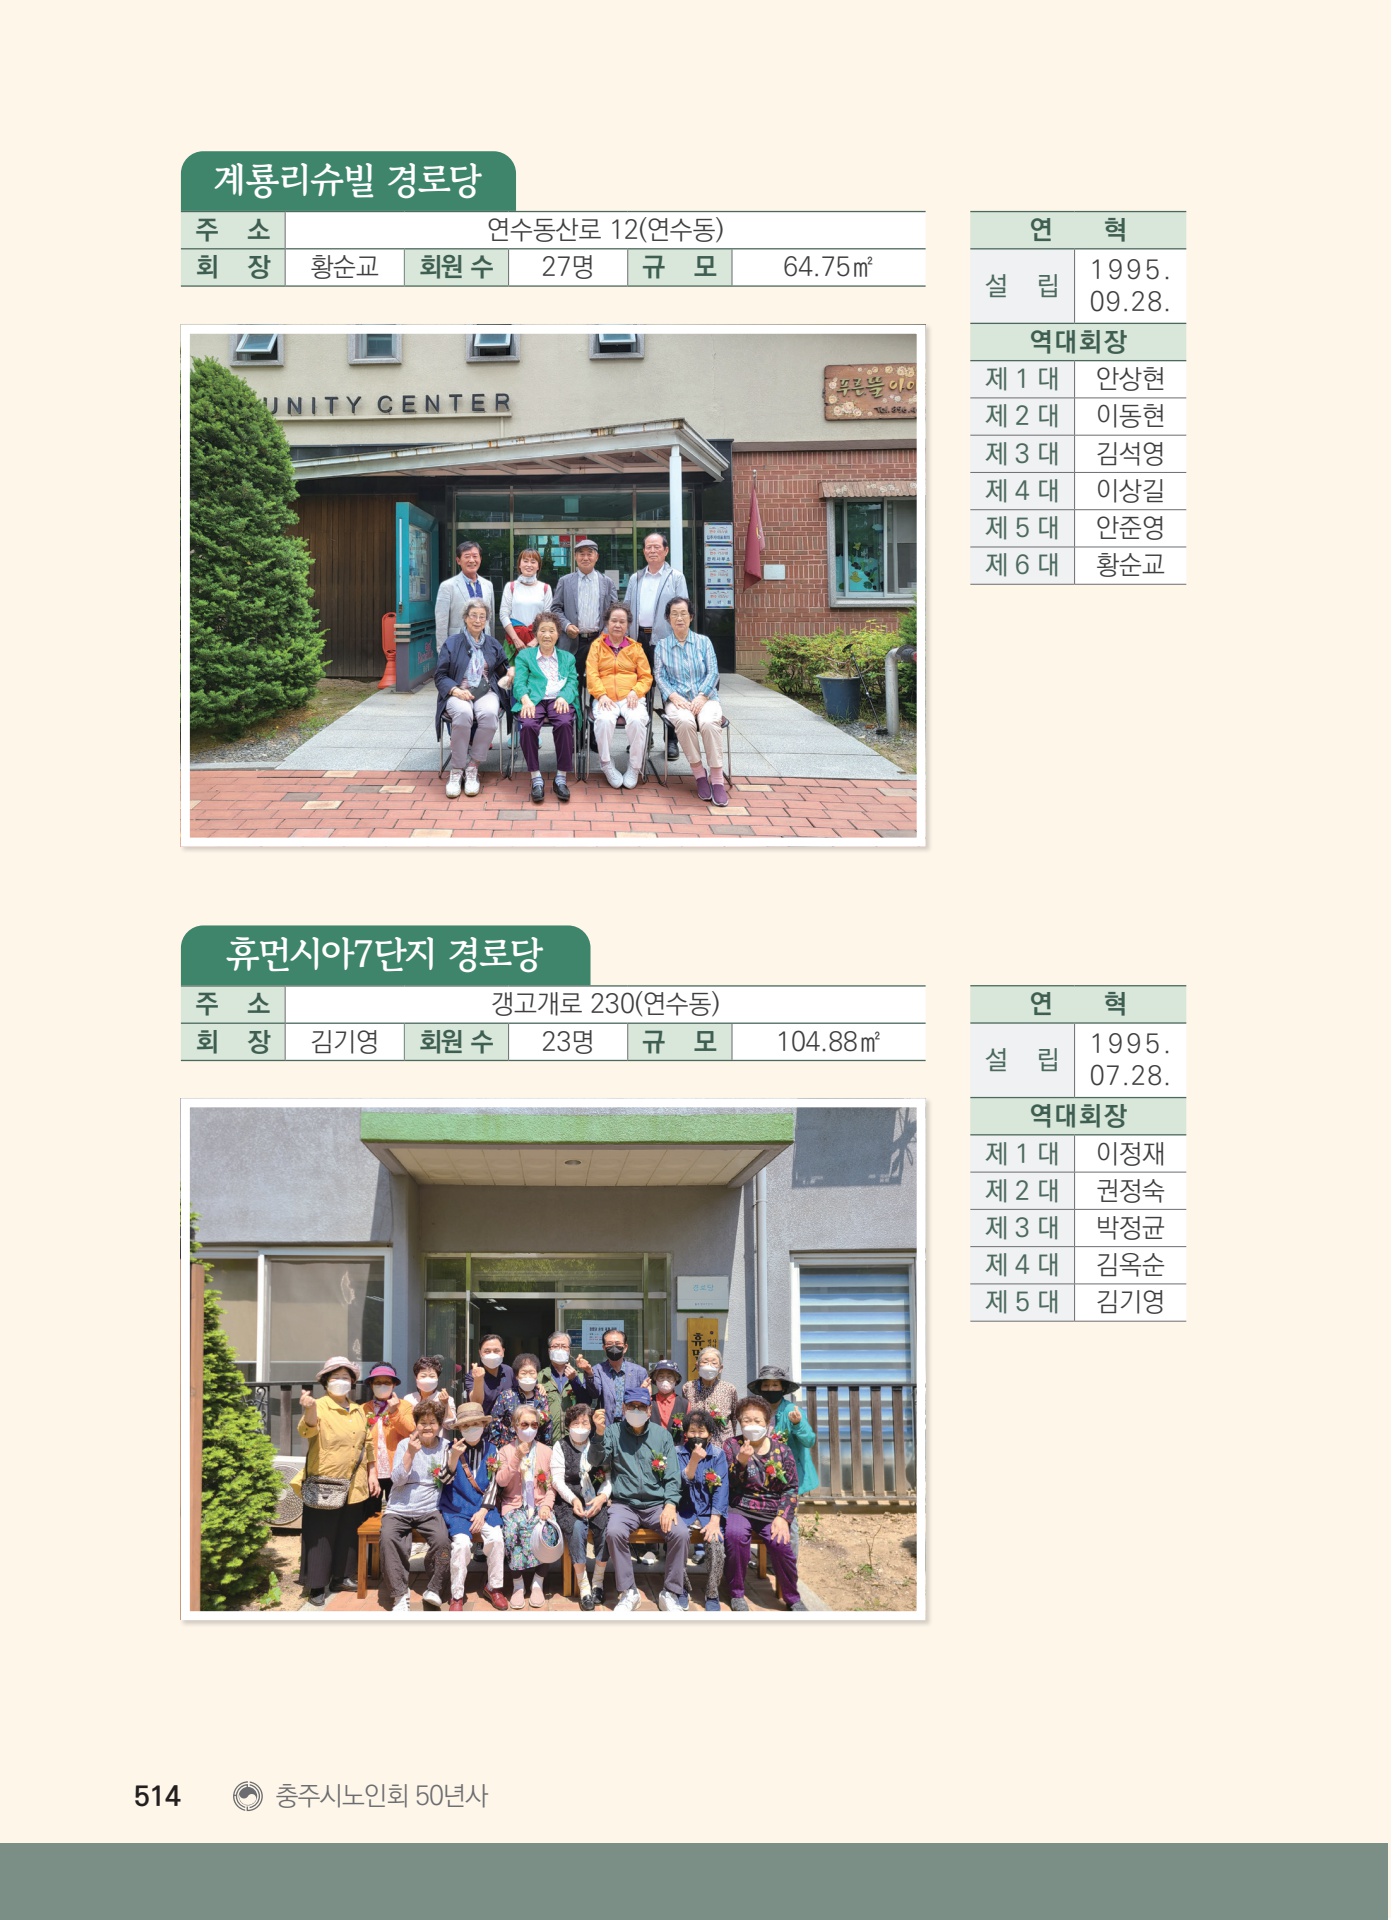 계룡리슈빌 경로당
주 소 연수동산로 12(연수동)
회 장 황순교 회원 수 27명 규 모 64.75㎡
연 혁
설 립 1995.
09.28.
역대회장
제 1 대 안상현
제 2 대 이동현
제 3 대 김석영
제 4 대 이상길
제 5 대 안준영
제 6 대 황순교
UNITY CENTER
푸른뜰 아이
휴먼시아7단지 경로당
주 소 갱고개로 230(연수동)
회 장 김기영 회원 수 23명 규 모 104.88㎡
연 혁
설 립 1995.
07.28.
역대회장
제 1 대 이정재
제 2 대 권정숙
제 3 대 박정균
제 4 대 김옥순
제 5 대 김기영
경로당
휴먼시
514 충주시노인회 50년사